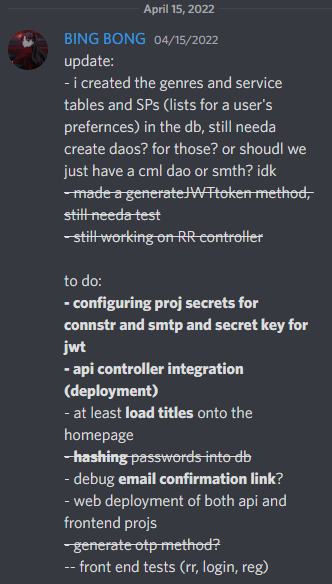 April 15, 2022
BING BONG 04/15/2022
update:
- i created the genres and service
tables and SPs (lists for a user's
prefernces) in the db, still needa
create daos? for those? or shoudl we
just have a cml dao or smth? idk
- made a generateJWTtoken method,
still needa test
- still working on RR controller
to do:
- configuring proj secrets for
connstr and smtp and secret key for
jwt
- api controller integration
(deployment)
- at least load titles onto the
homepage
- hashing passwords into db
- debug email confirmation link?
- web deployment of both api and
frontend projs
- generate otp method?
-- front end tests (rr, login, reg)